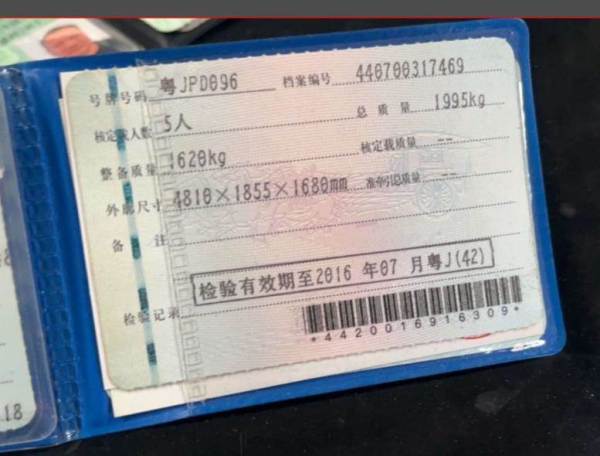 号牌号码 粤JPD096 档案编号 440700317469
核定载人数 5人 总质量 1995kg
整备质量 1620kg 核定载质量 --
外廓尺寸 4810×1855×1680mm 准牵引总质量 --
备注
检验有效期至2016年07月粤J(42)
检验记录
*4420016916309*
18